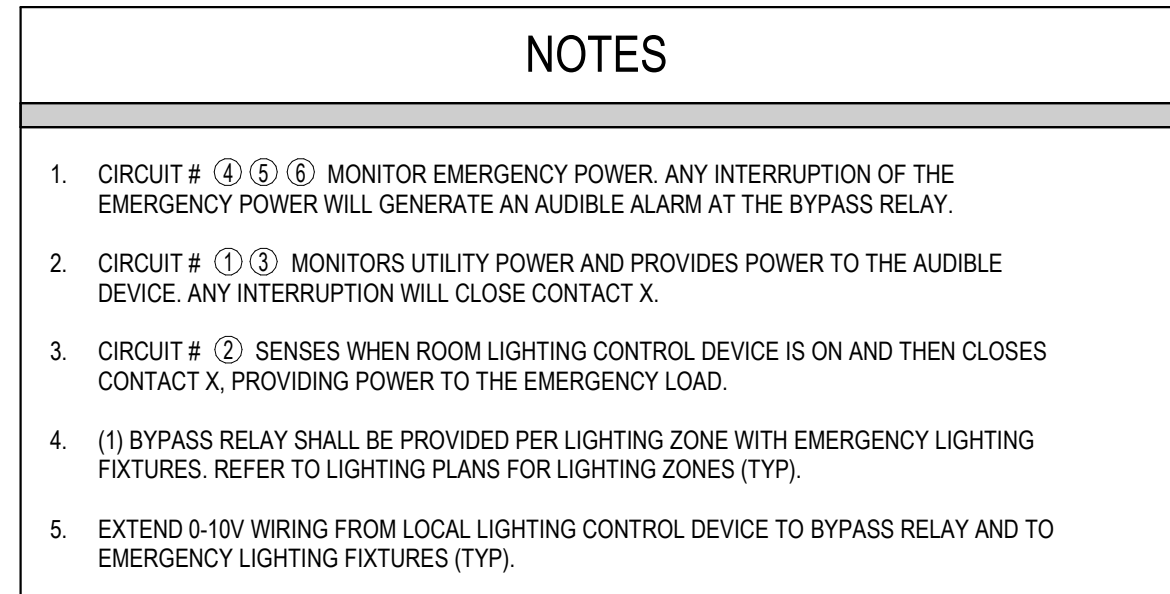 NOTES
1. CIRCUIT # ④ ⑤ ⑥ MONITOR EMERGENCY POWER. ANY INTERRUPTION OF THE
EMERGENCY POWER WILL GENERATE AN AUDIBLE ALARM AT THE BYPASS RELAY.
2. CIRCUIT # ① ③ MONITORS UTILITY POWER AND PROVIDES POWER TO THE AUDIBLE
DEVICE. ANY INTERRUPTION WILL CLOSE CONTACT X.
3. CIRCUIT # ② SENSES WHEN ROOM LIGHTING CONTROL DEVICE IS ON AND THEN CLOSES
CONTACT X, PROVIDING POWER TO THE EMERGENCY LOAD.
4. (1) BYPASS RELAY SHALL BE PROVIDED PER LIGHTING ZONE WITH EMERGENCY LIGHTING
FIXTURES. REFER TO LIGHTING PLANS FOR LIGHTING ZONES (TYP).
5. EXTEND 0-10V WIRING FROM LOCAL LIGHTING CONTROL DEVICE TO BYPASS RELAY AND TO
EMERGENCY LIGHTING FIXTURES (TYP).